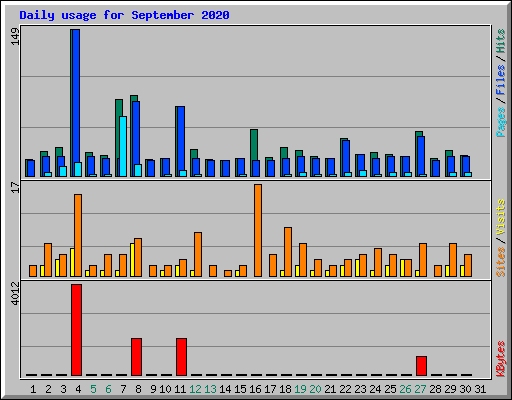 Daily usage for September 2020
149
Pages / Files / Hits
17
Sites / Visits
4012
KBytes
1 2 3 4 5 6 7 8 9 10 11 12 13 14 15 16 17 18 19 20 21 22 23 24 25 26 27 28 29 30 31